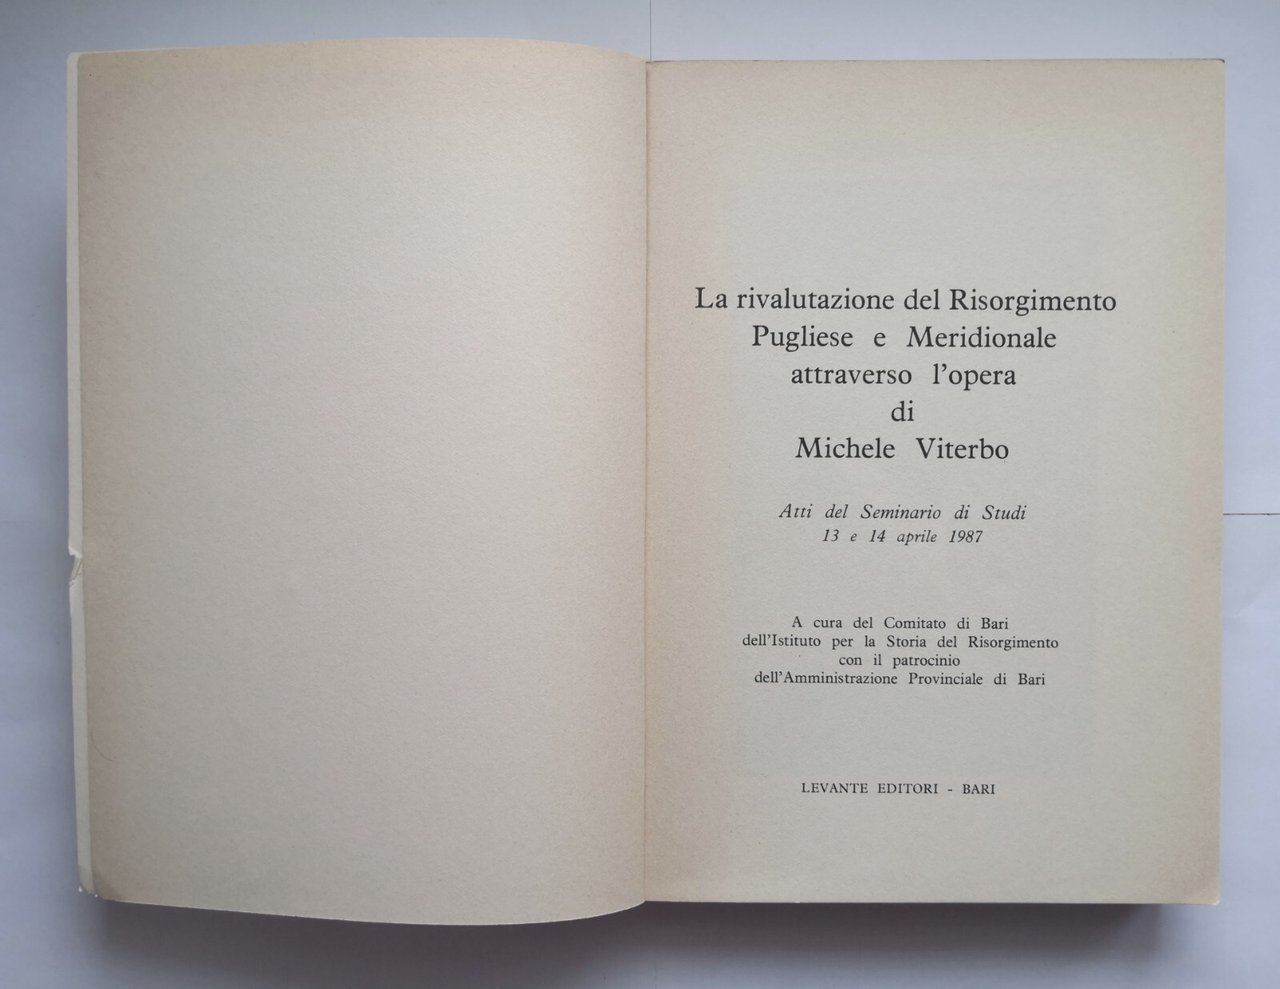 La rivalutazione del Risorgimento
Pugliese e Meridionale
attraverso l'opera
di
Michele Viterbo
Atti del Seminario di Studi
13 e 14 aprile 1987
A cura del Comitato di Bari
dell'Istituto per la Storia del Risorgimento
con il patrocinio
dell'Amministrazione Provinciale di Bari
LEVANTE EDITORI - BARI